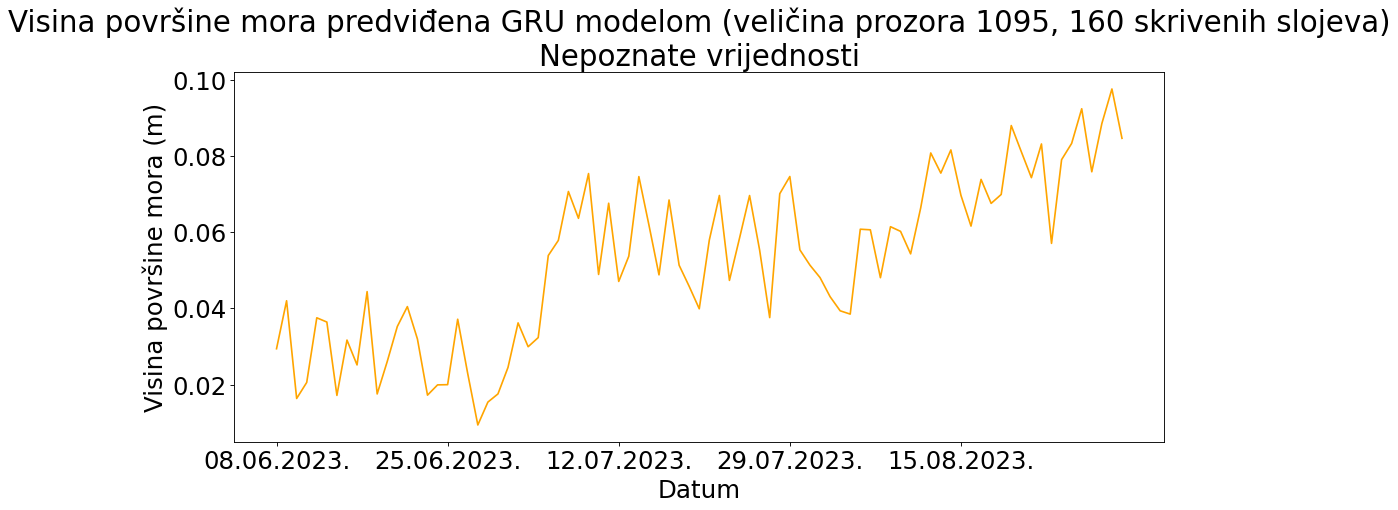 Visina površine mora predviđena GRU modelom (veličina prozora 1095, 160 skrivenih slojeva)
Nepoznate vrijednosti
Visina površine mora (m)
0.10
0.08
0.06
0.04
0.02
08.06.2023. 25.06.2023. 12.07.2023. 29.07.2023. 15.08.2023.
Datum